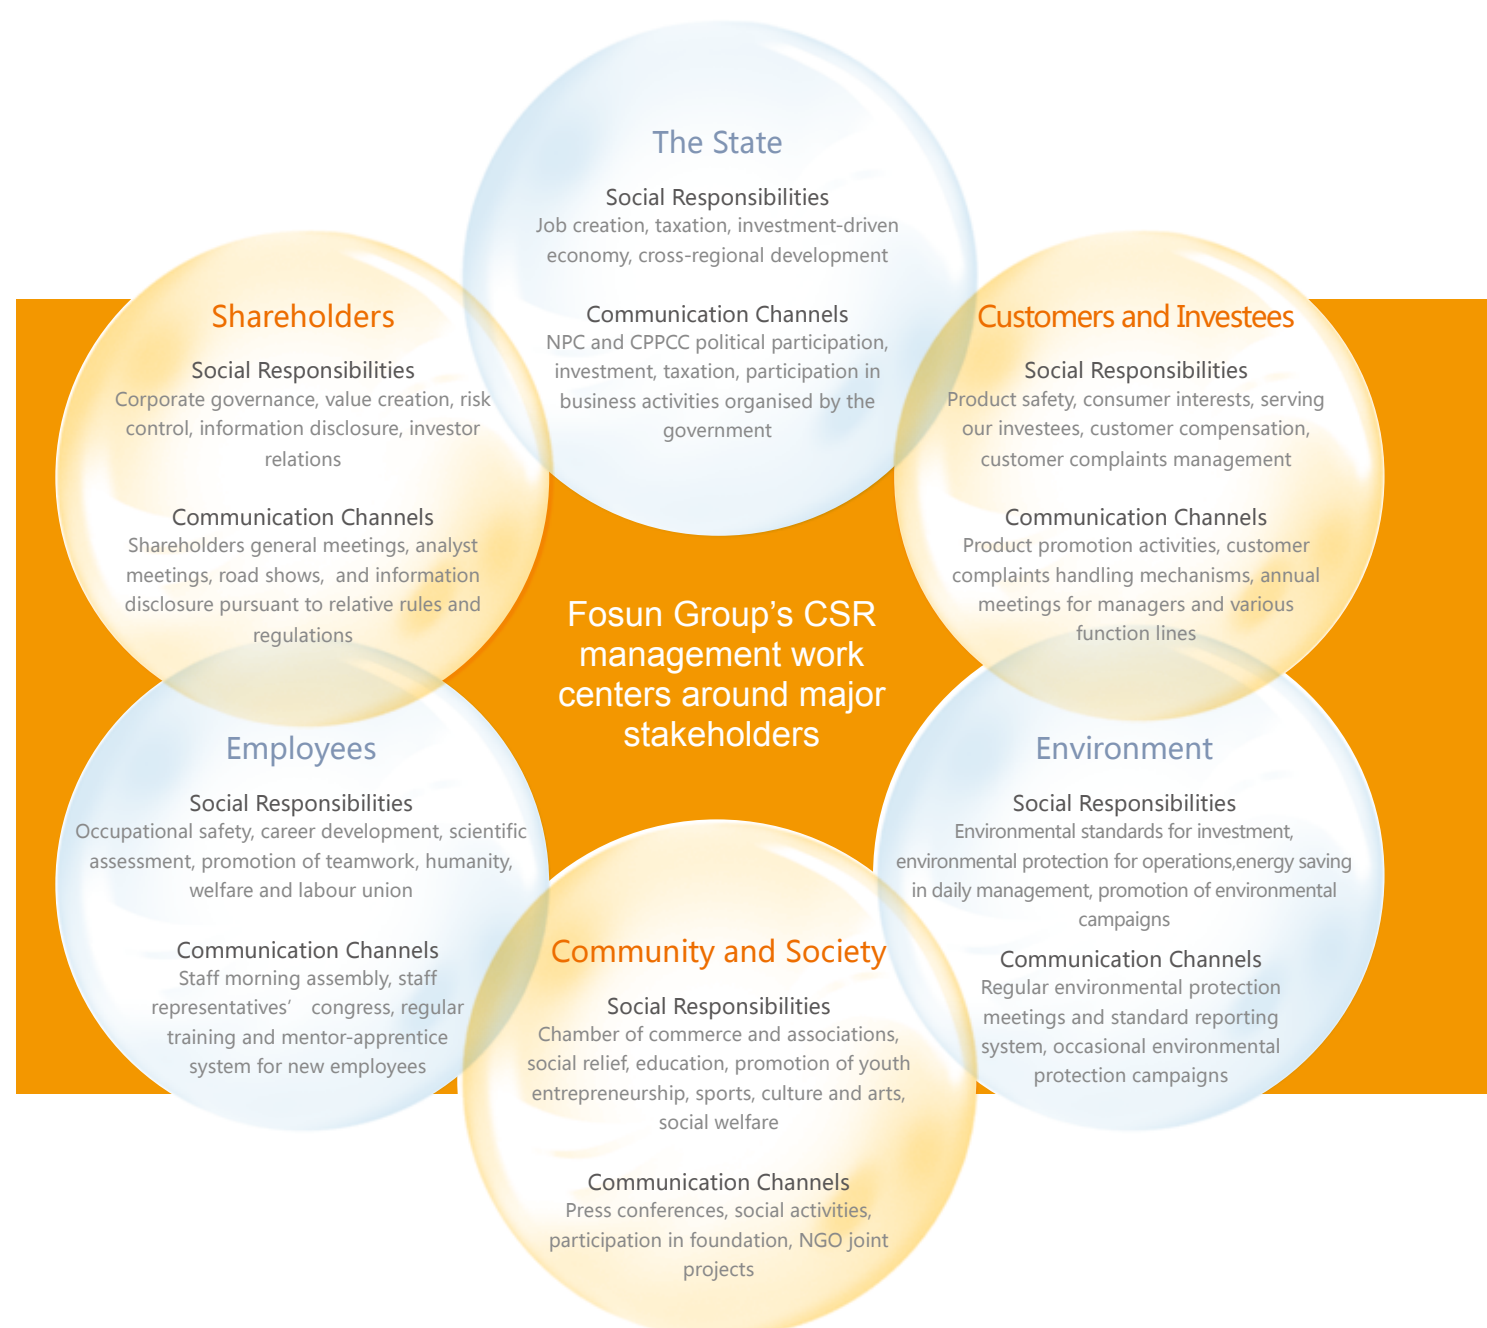 The State
Social Responsibilities
Job creation, taxation, investment-driven
economy, cross-regional development
Communication Channels
NPC and CPPCC political participation,
investment, taxation, participation in
business activities organised by the
government
Shareholders
Social Responsibilities
Corporate governance, value creation, risk
control, information disclosure, investor
relations
Communication Channels
Shareholders general meetings, analyst
meetings, road shows,  and information
disclosure pursuant to relative rules and
regulations
Customers and Investees
Social Responsibilities
Product safety, consumer interests, serving
our investees, customer compensation,
customer complaints management
Communication Channels
Product promotion activities, customer
complaints handling mechanisms, annual
meetings for managers and various
function lines
Fosun Group's CSR
management work
centers around major
stakeholders
Employees
Social Responsibilities
Occupational safety, career development, scientific
assessment, promotion of teamwork, humanity,
welfare and labour union
Communication Channels
Staff morning assembly, staff
representatives’ congress, regular
training and mentor-apprentice
system for new employees
Environment
Social Responsibilities
Environmental standards for investment,
environmental protection for operations,energy saving
in daily management, promotion of environmental
campaigns
Communication Channels
Regular environmental protection
meetings and standard reporting
system, occasional environmental
protection campaigns
Community and Society
Social Responsibilities
Chamber of commerce and associations,
social relief, education, promotion of youth
entrepreneurship, sports, culture and arts,
social welfare
Communication Channels
Press conferences, social activities,
participation in foundation, NGO joint
projects